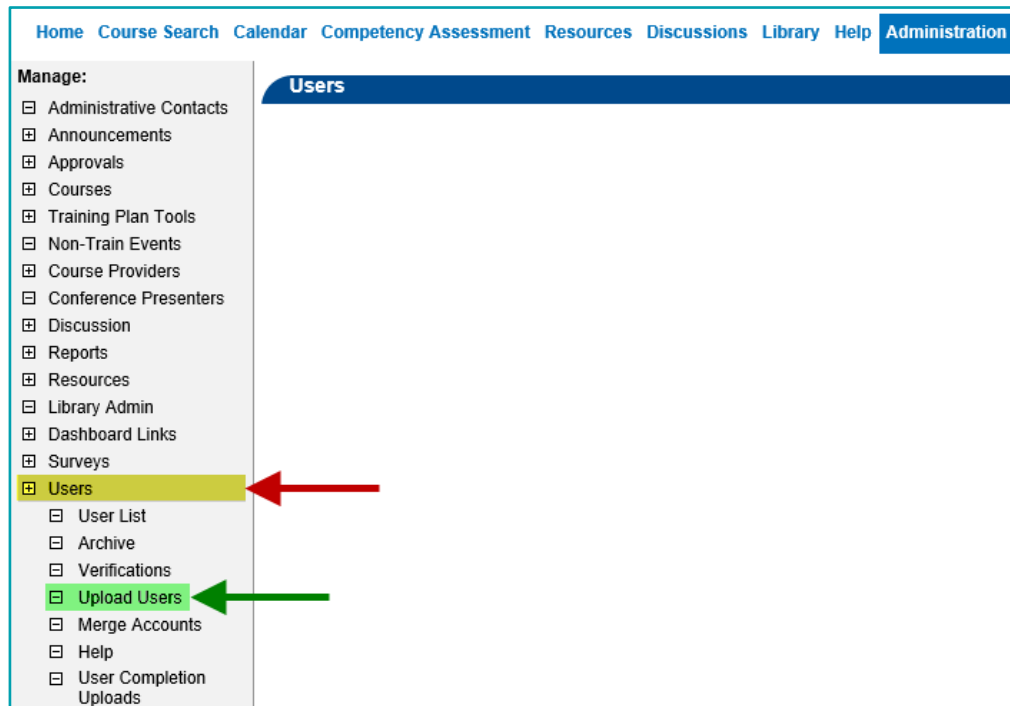 Home Course Search Calendar Competency Assessment Resources Discussions Library Help Administration
Manage:
Users
Administrative Contacts
Announcements
Approvals
Courses
Training Plan Tools
Non-Train Events
Course Providers
Conference Presenters
Discussion
Reports
Resources
Library Admin
Dashboard Links
Surveys
Users
User List
Archive
Verifications
Upload Users
Merge Accounts
Help
User Completion
Uploads